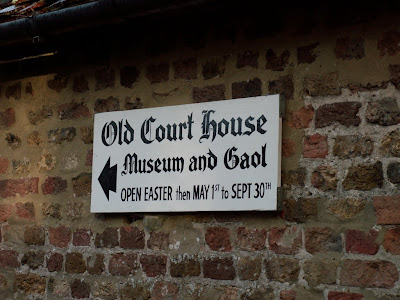 Old Court House
Museum and Gaol
OPEN EASTER then MAY 1ST to SEPT 30TH